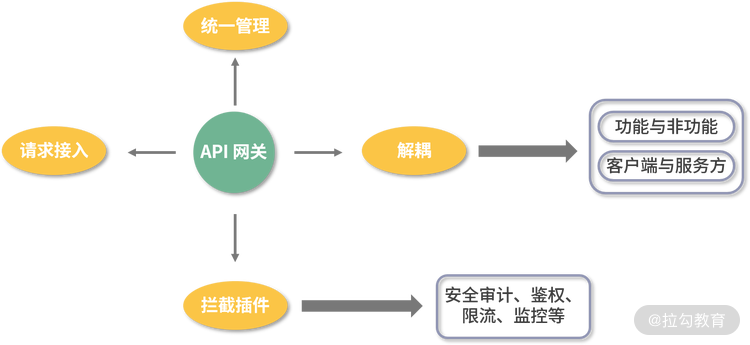 统一管理
请求接入
API 网关
解耦
功能与非功能
客户端与服务方
拦截插件
安全审计、鉴权、
限流、监控等
@拉勾教育